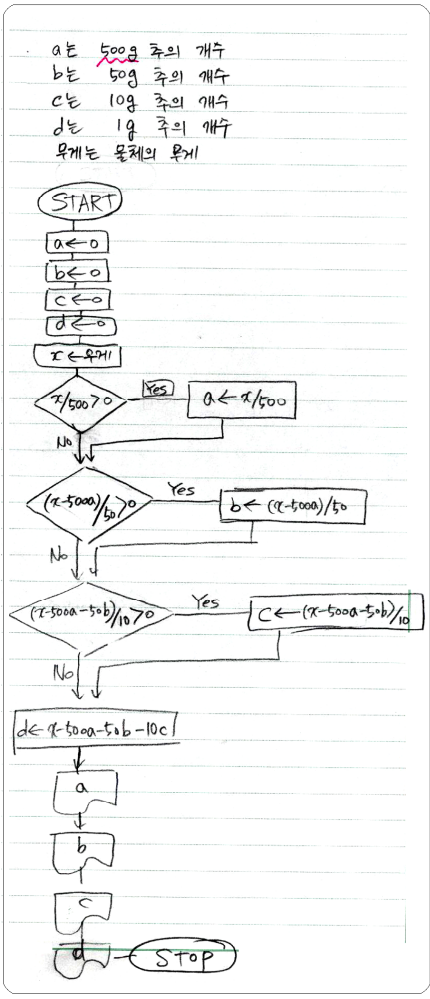 a는 500g 추의 개수
b는 50g 추의 개수
c는 10g 추의 개수
d는 1g 추의 개수
무게는 물체의 무게
START
a←0
b←0
c←0
d←0
x←무게
x/500>0
Yes
a←x/500
No
(x-500a)/50>0
Yes
b←(x-500a)/50
No
(x-500a-50b)/10>0
Yes
C←(x-500a-50b)/10
No
d←x-500a-50b-10c
a
b
c
d
STOP